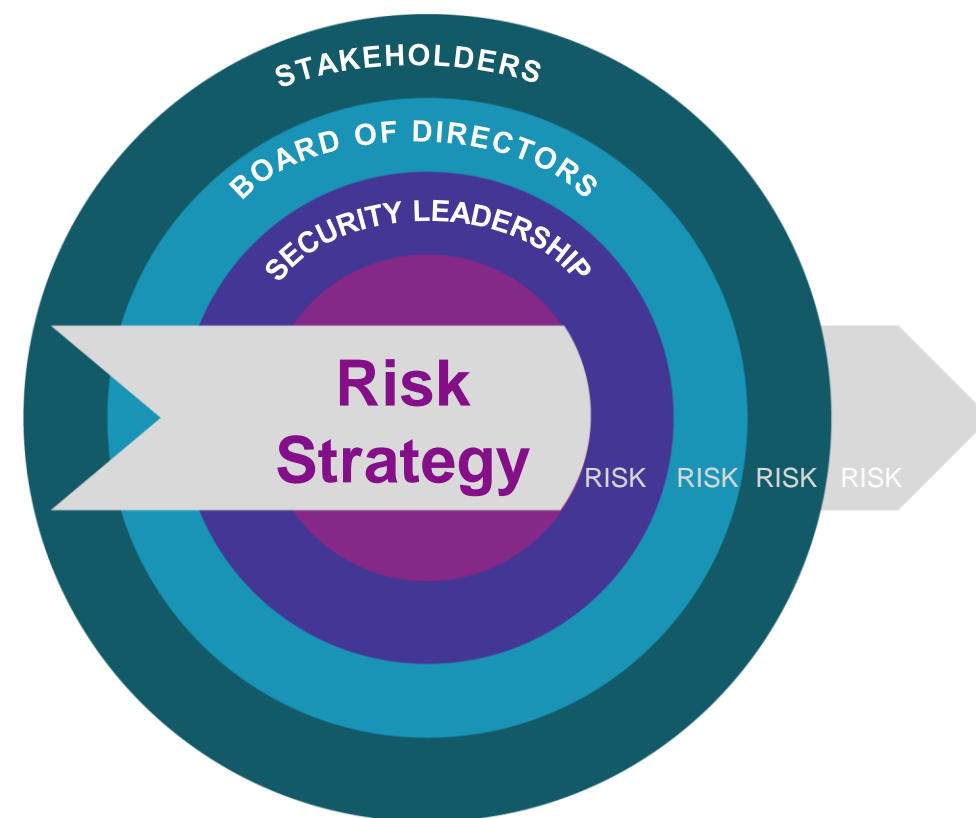 STAKEHOLDERS
BOARD OF DIRECTORS
SECURITY LEADERSHIP
Risk
Strategy
RISK RISK RISK RISK